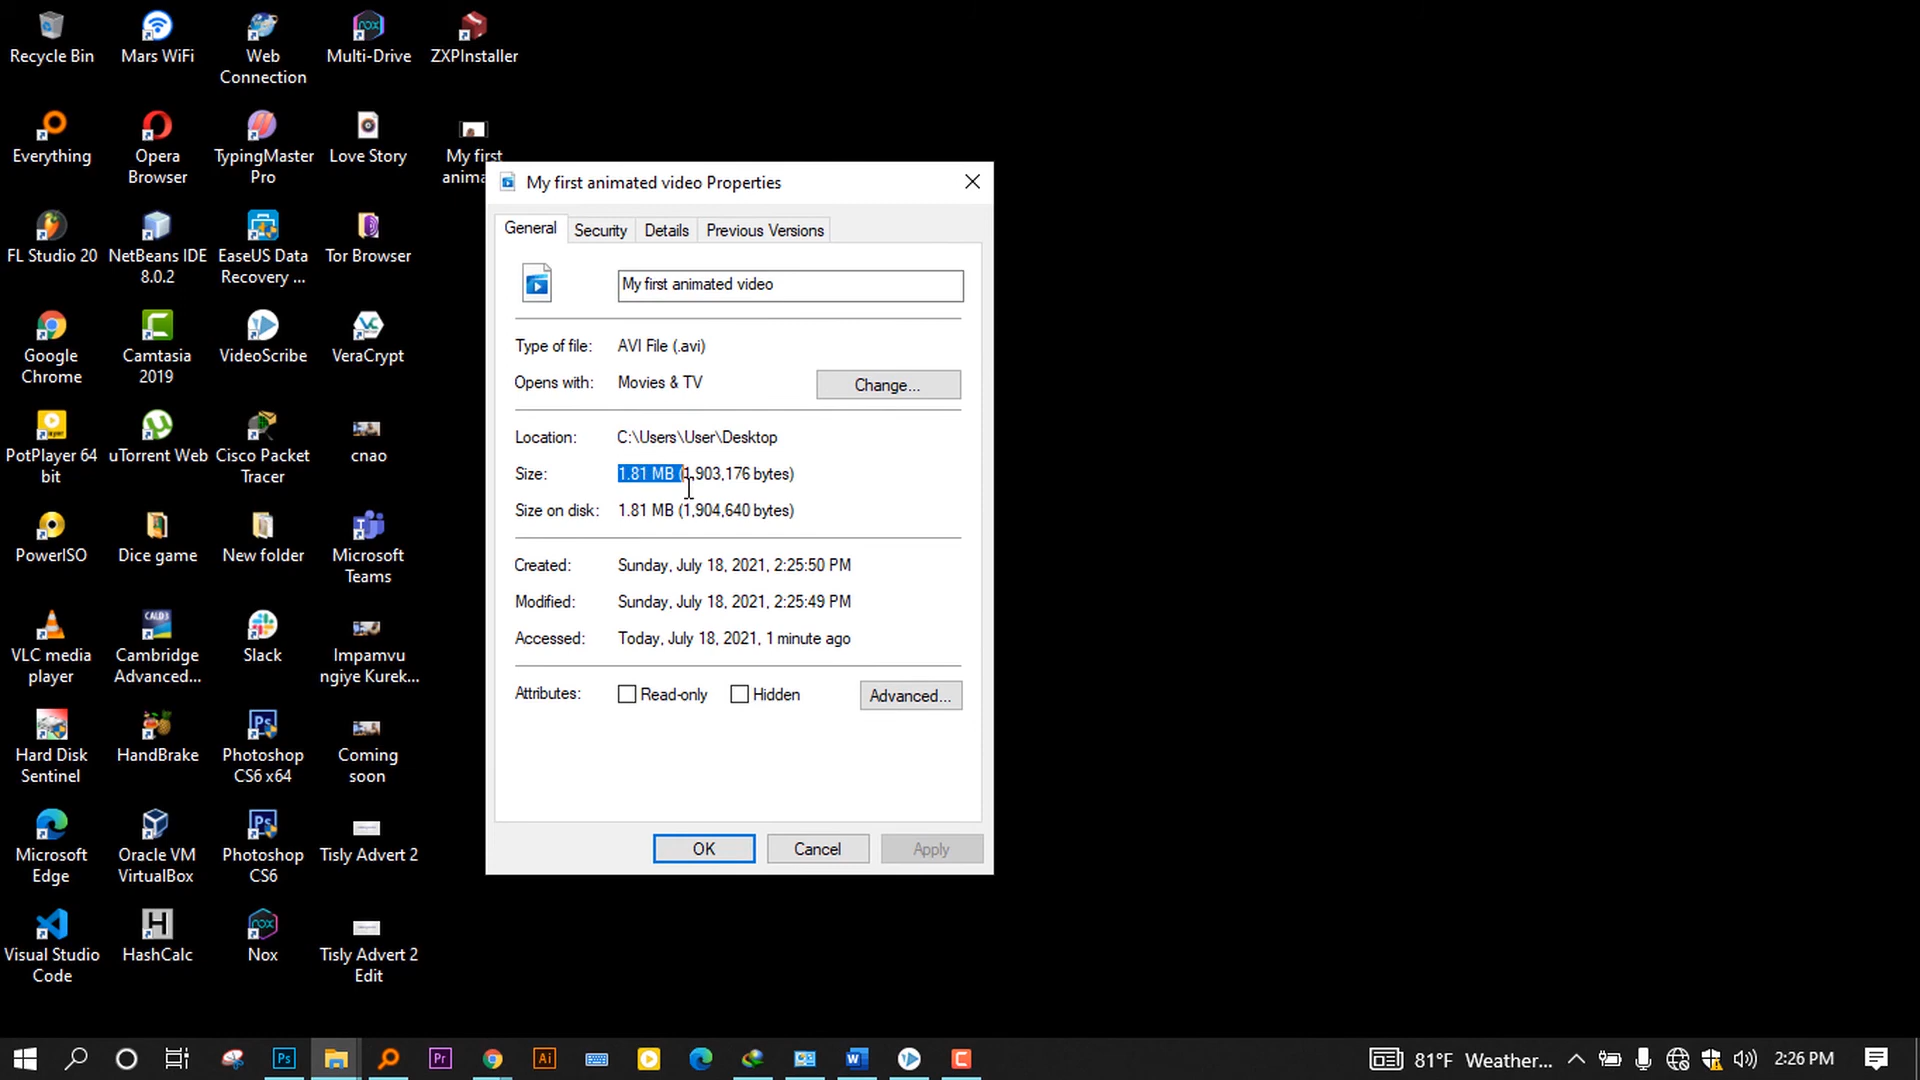 Recycle Bin
Mars WiFi
Web
Connection
Multi-Drive
ZXPInstaller
Everything
Opera
Browser
TypingMaster
Pro
Love Story
My first
anima
FL Studio 20
NetBeans IDE
8.0.2
EaseUS Data
Recovery ...
Tor Browser
Google
Chrome
Camtasia
2019
VideoScribe
VeraCrypt
PotPlayer 64
bit
uTorrent Web
Cisco Packet
Tracer
cnao
PowerISO
Dice game
New folder
Microsoft
Teams
VLC media
player
Cambridge
Advanced...
Slack
Impamvu
ngiye Kurek...
Hard Disk
Sentinel
HandBrake
Photoshop
CS6 x64
Coming
soon
Microsoft
Edge
Oracle VM
VirtualBox
Photoshop
CS6
Tisly Advert 2
Visual Studio
Code
HashCalc
Nox
Tisly Advert 2
Edit
My first animated video Properties
General
Security
Details
Previous Versions
My first animated video
Type of file: AVI File (.avi)
Opens with: Movies & TV
Change...
Location: C:\Users\User\Desktop
Size: 1.81 MB (1,903,176 bytes)
Size on disk: 1.81 MB (1,904,640 bytes)
Created: Sunday, July 18, 2021, 2:25:50 PM
Modified: Sunday, July 18, 2021, 2:25:49 PM
Accessed: Today, July 18, 2021, 1 minute ago
Attributes: Read-only Hidden Advanced...
OK Cancel Apply
81°F Weather... 2:26 PM